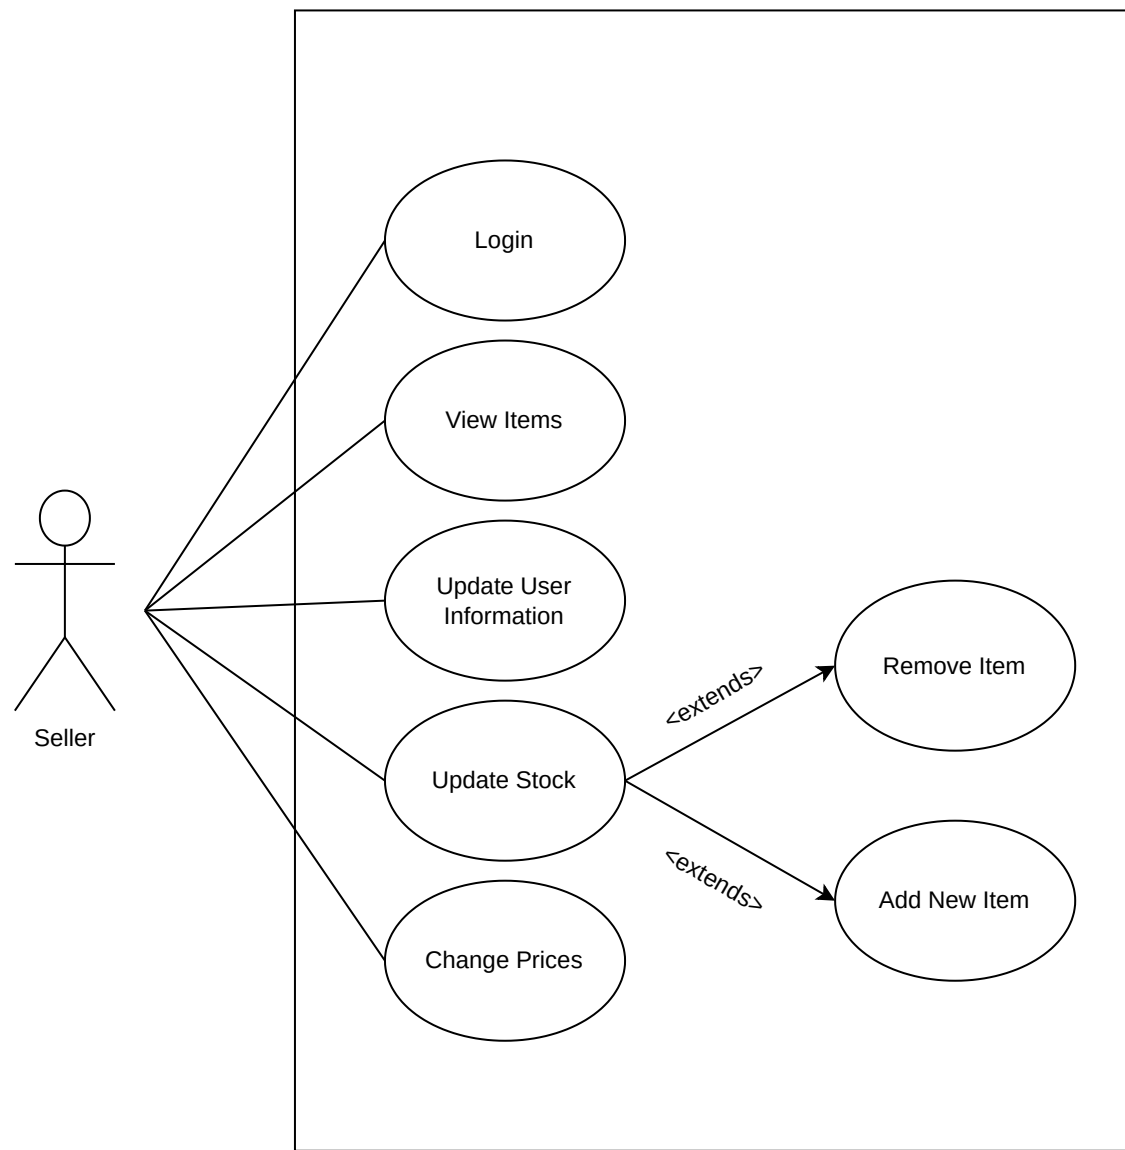 Login
View Items
Update User
Information
Seller
Update Stock
Change Prices
<extends>
Remove Item
<extends>
Add New Item